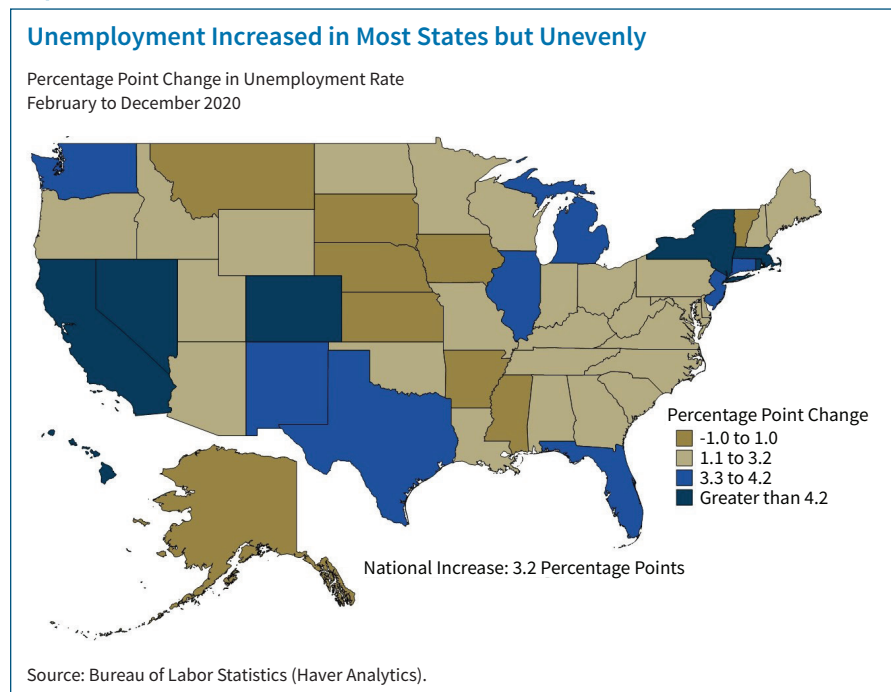 Unemployment Increased in Most States but Unevenly
Percentage Point Change in Unemployment Rate
February to December 2020
Percentage Point Change
-1.0 to 1.0
1.1 to 3.2
3.3 to 4.2
Greater than 4.2
National Increase: 3.2 Percentage Points
Source: Bureau of Labor Statistics (Haver Analytics).